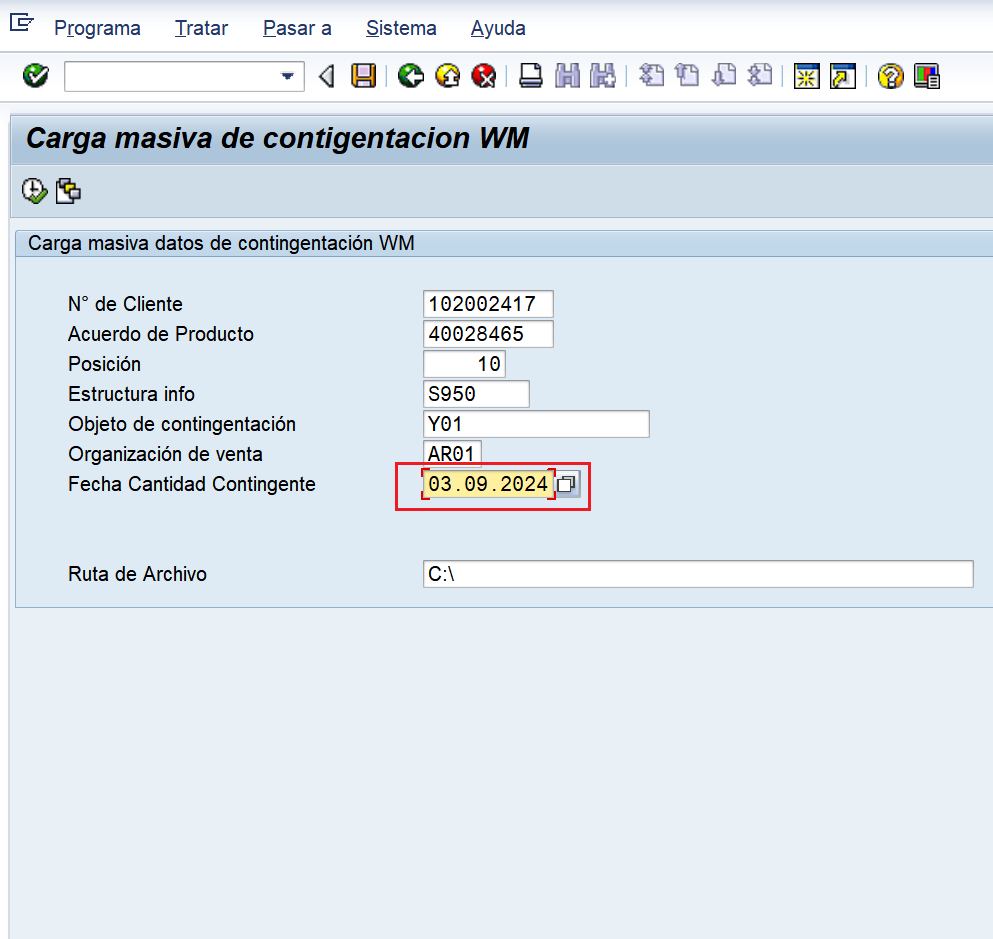 Programa Tratar Pasar a Sistema Ayuda
Carga masiva de contigentacion WM
Carga masiva datos de contingentación WM
N° de Cliente 102002417
Acuerdo de Producto 40028465
Posición 10
Estructura info S950
Objeto de contingentación Y01
Organización de venta AR01
Fecha Cantidad Contingente 03.09.2024
Ruta de Archivo C:\